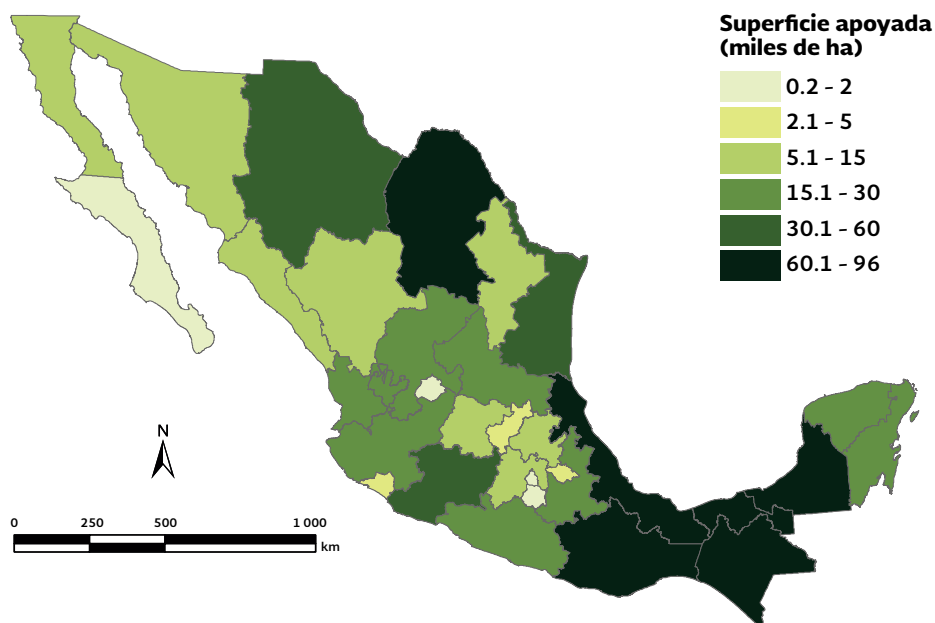 Superficie apoyada
(miles de ha)
0.2 - 2
2.1 - 5
5.1 - 15
15.1 - 30
30.1 - 60
60.1 - 96
N
0 250 500 1 000
km